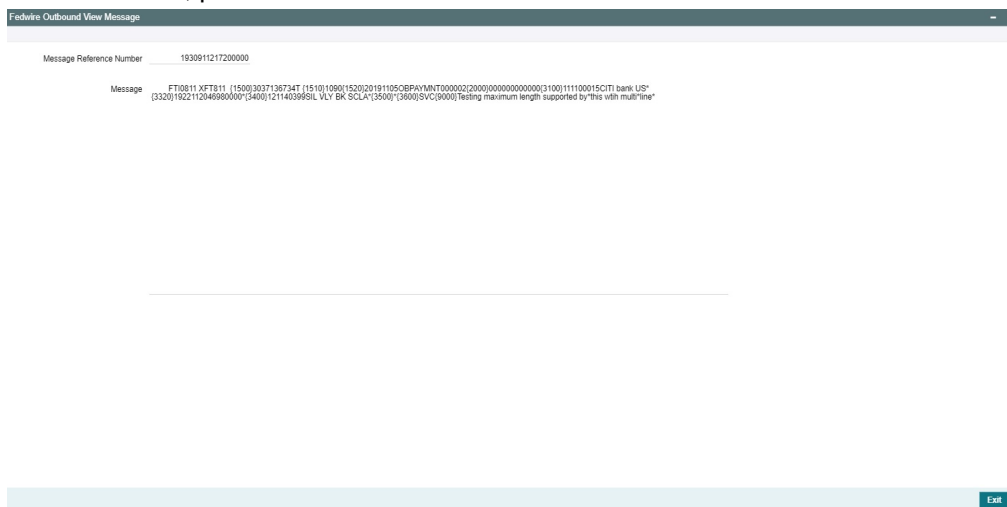 Fedwire Outbound View Message
Message Reference Number 1930911217200000
Message FTI0811 XFT811 {1500}3037136734T {1510}1090{1520}20191105OBPAYMNT000002{2000}000000000000{3100}111100015CITI bank US*
{3320}1922112046980000*{3400}121140399SIL VLY BK SCLA*{3500}*{3600}SVC{9000}Testing maximum length supported by*this wtih multi*line*
Exit